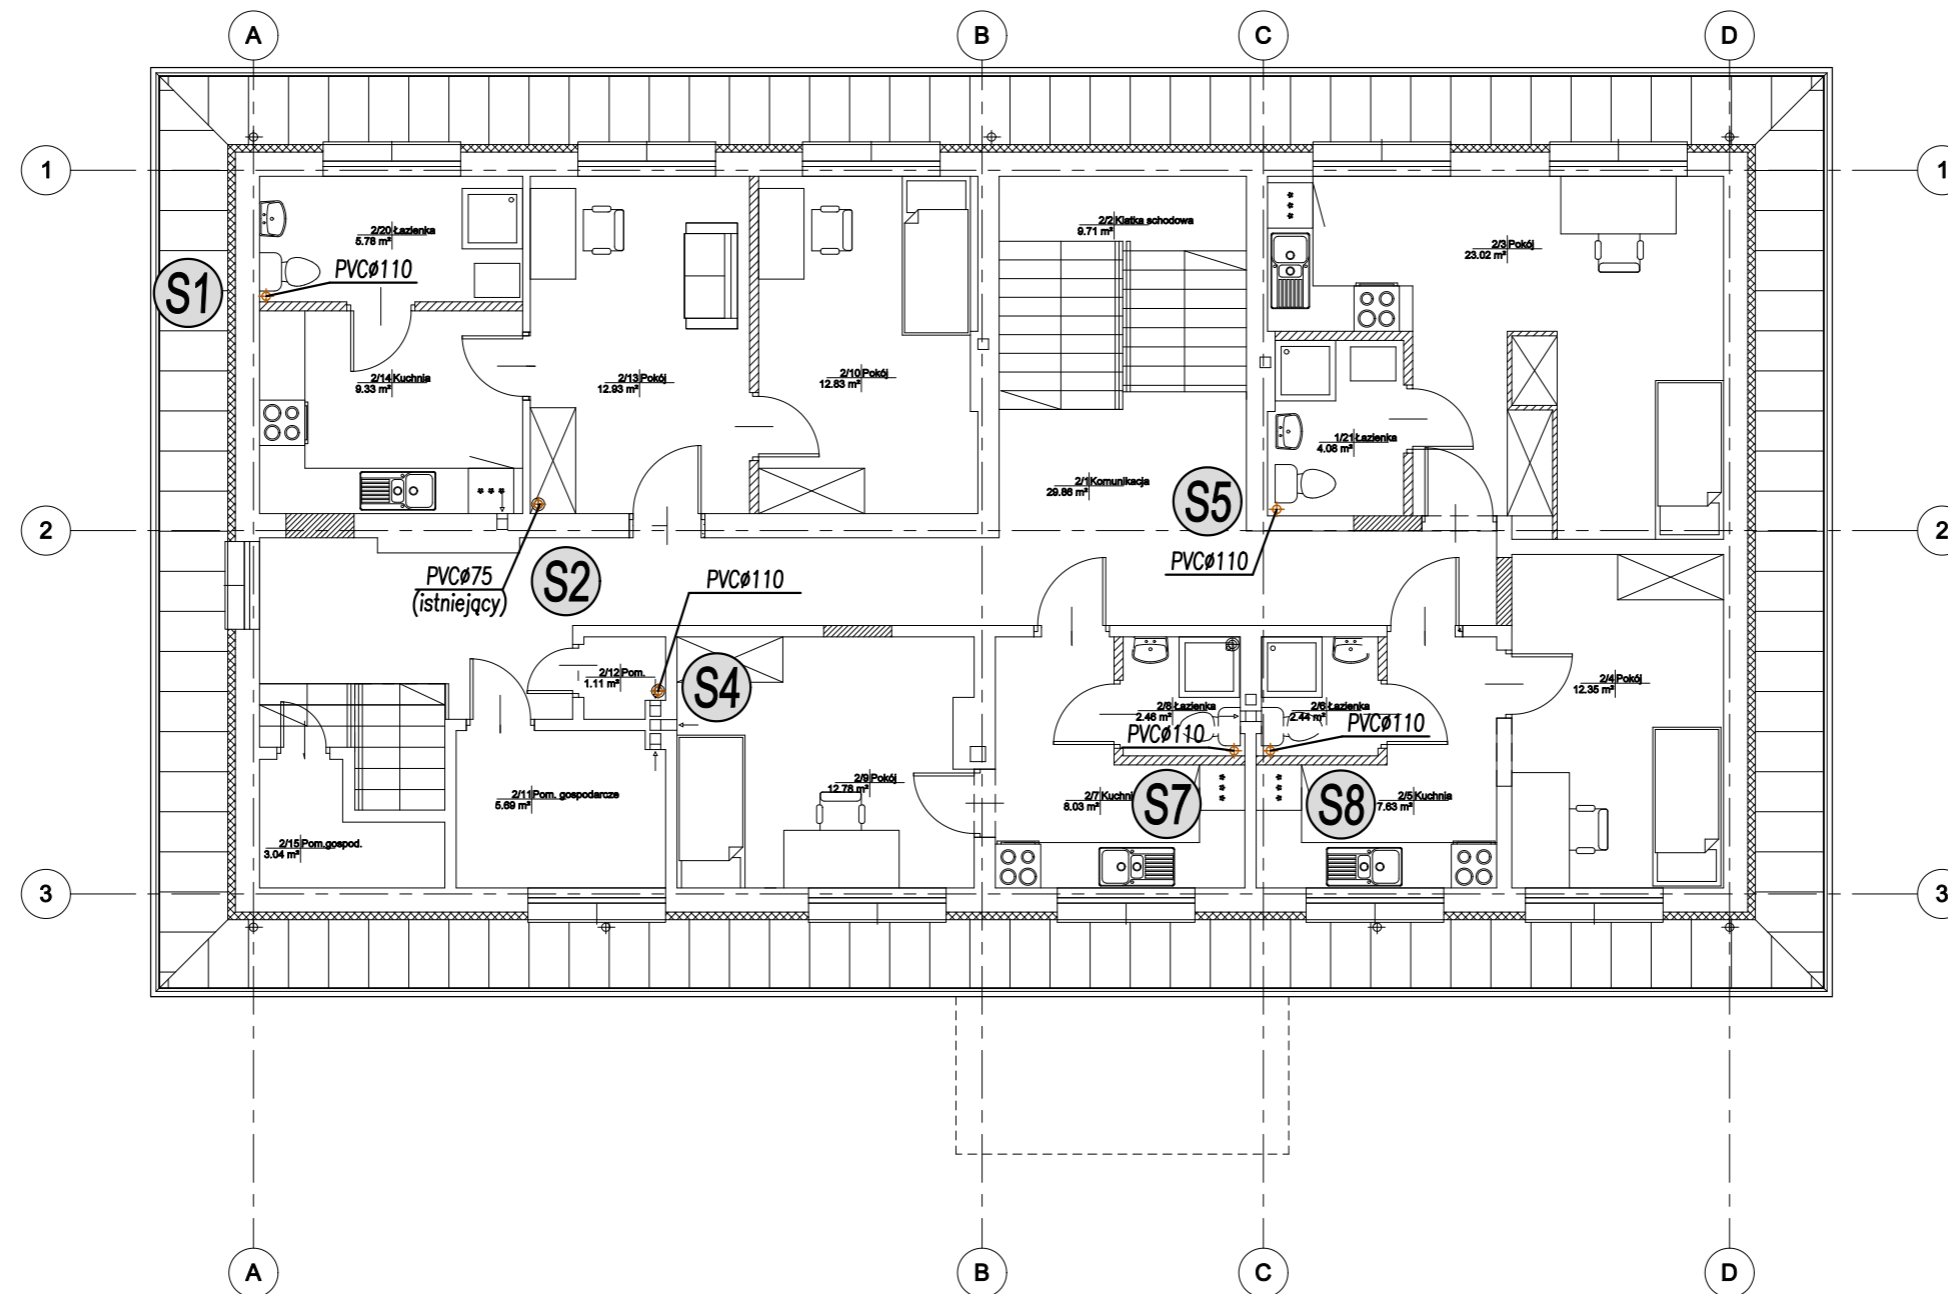 A B C D
1 1
2/20 Łazienka
5.78 m²
PVCø110
S1
2/2 Klatka schodowa
9.71 m²
2/3 Pokój
23.02 m²
2/14 Kuchnia
9.33 m²
2/13 Pokój
12.93 m²
2/10 Pokój
12.83 m²
1/21 Łazienka
4.08 m²
2/1 Komunikacja
29.86 m²
S5
2 2
PVCø110
PVCø75
(istniejący)
S2
PVCø110
2/12 Pom.
1.11 m²
S4
2/4 Pokój
12.35 m²
2/8 Łazienka
2.46 m²
2/6 Łazienka
2.44 m²
PVCø110
PVCø110
2/11 Pom. gospodarcze
5.69 m²
2/9 Pokój
12.78 m²
2/7 Kuchni
8.03 m²
S7
S8
2/5 Kuchnia
7.63 m²
2/15 Pom.gospod.
3.04 m²
3 3
A B C D